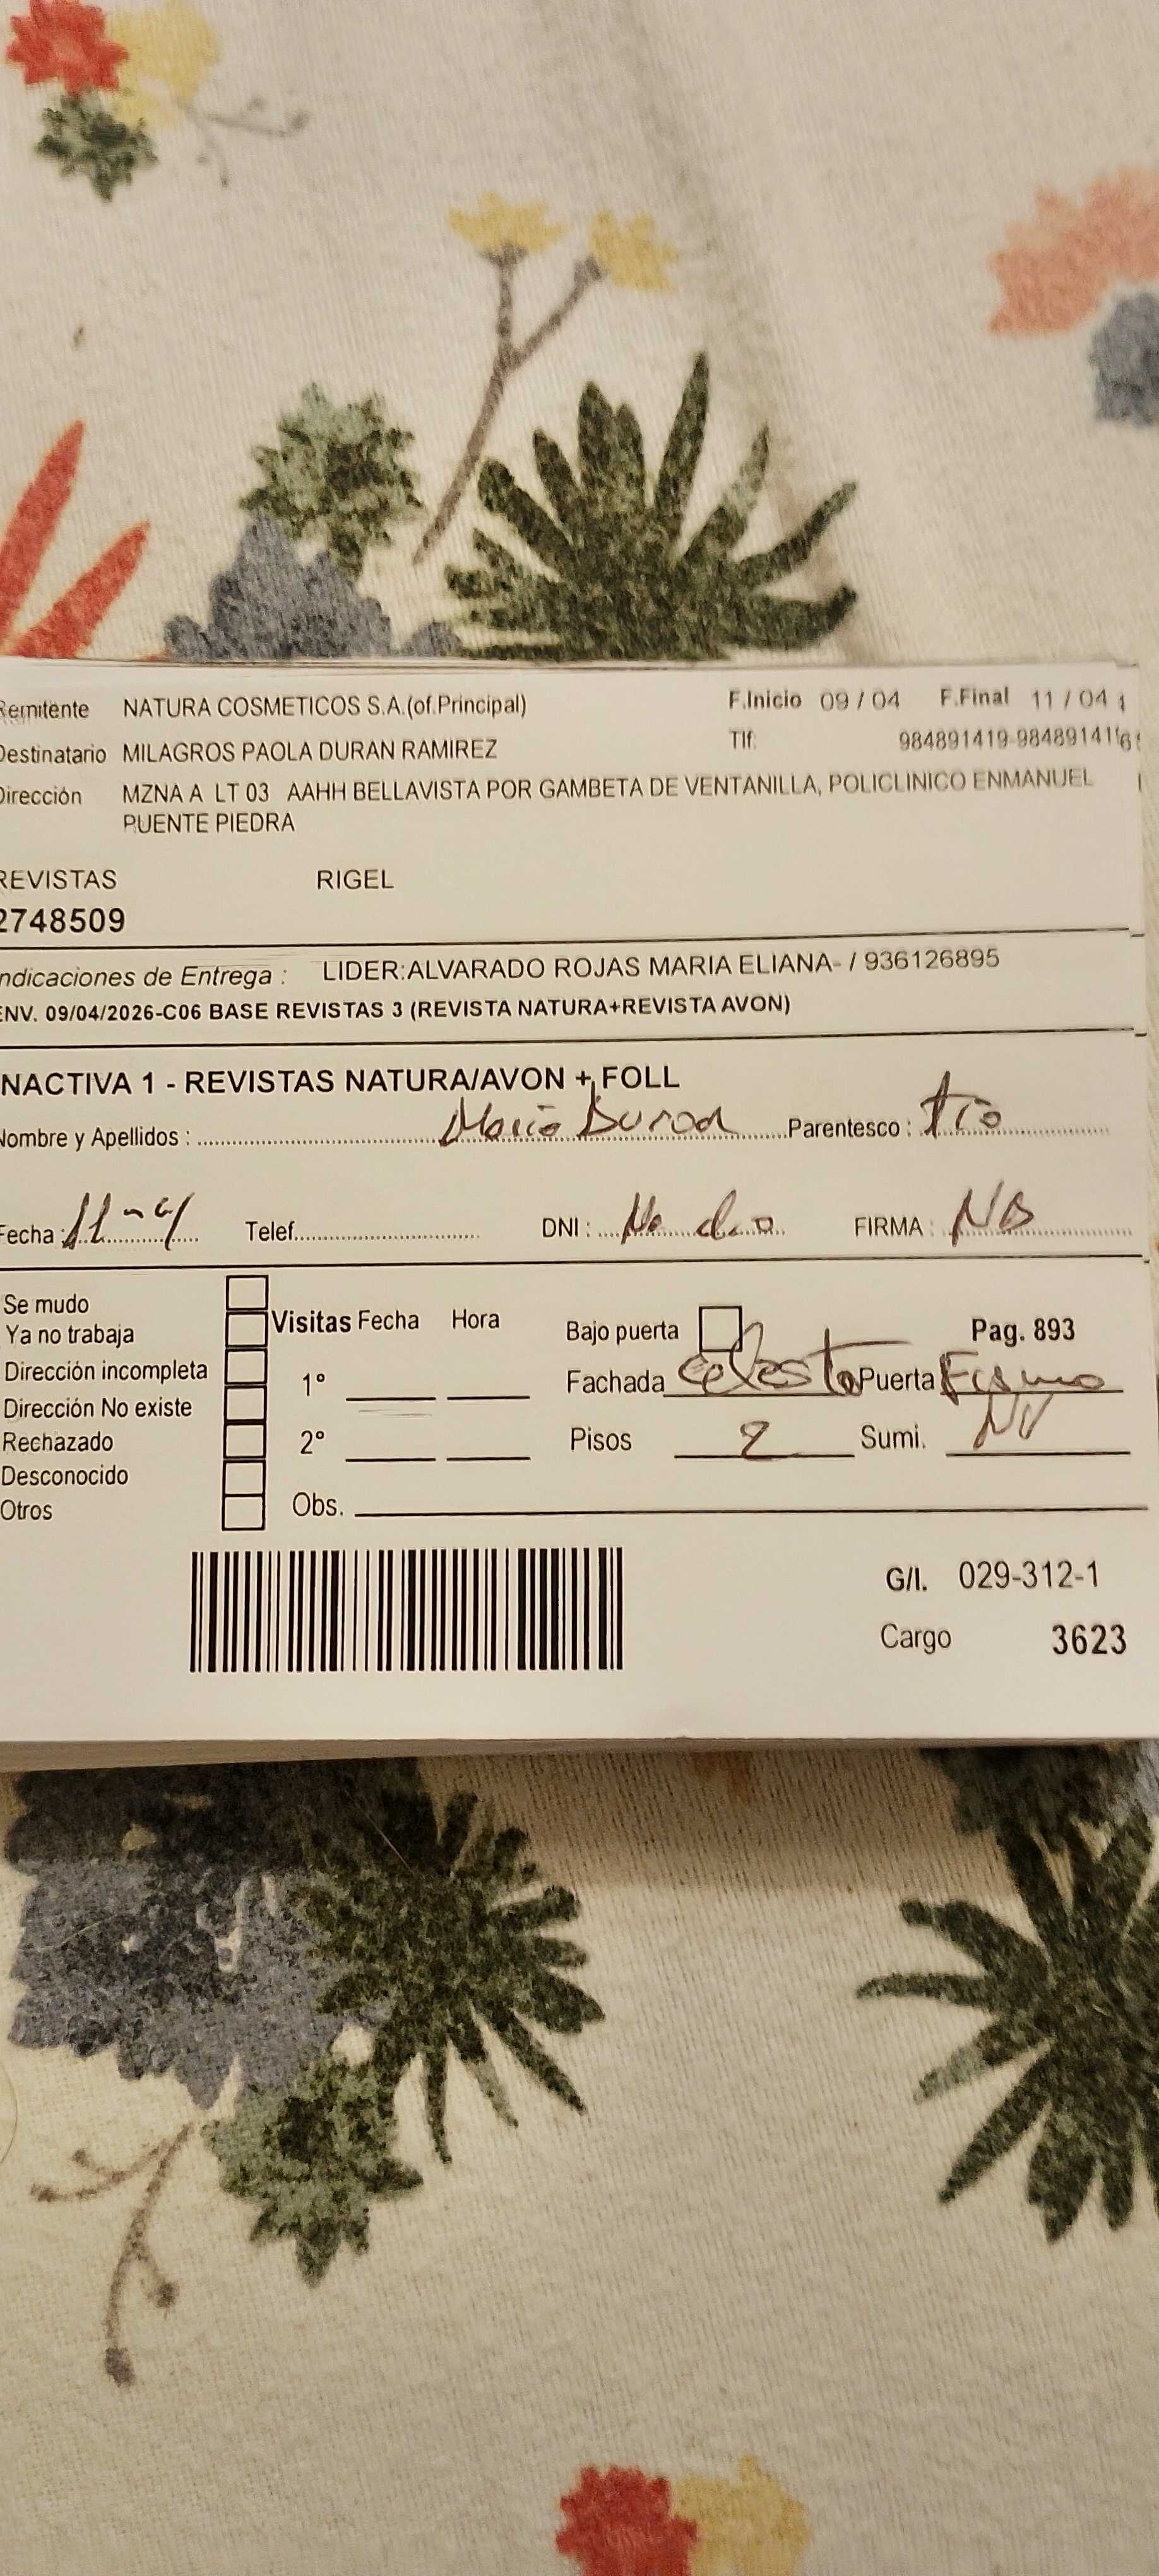 Remitente NATURA COSMETICOS S.A.(of.Principal) F.Inicio 09 / 04 F.Final 11 / 04
Destinatario MILAGROS PAOLA DURAN RAMIREZ Tlf: 984891419-984891416
Dirección MZNA A LT 03 AAHH BELLAVISTA POR GAMBETA DE VENTANILLA, POLICLINICO ENMANUEL
PUENTE PIEDRA
REVISTAS RIGEL
2748509
Indicaciones de Entrega : LIDER:ALVARADO ROJAS MARIA ELIANA- / 936126895
ENV. 09/04/2026-C06 BASE REVISTAS 3 (REVISTA NATURA+REVISTA AVON)
INACTIVA 1 - REVISTAS NATURA/AVON + FOLL
Nombre y Apellidos : Duran Parentesco : tio
Fecha : 11-4 Telef. DNI : No dio FIRMA :
Se mudo
Ya no trabaja
Dirección incompleta
Dirección No existe
Rechazado
Desconocido
Otros
Visitas Fecha Hora
1°
2°
Obs.
Bajo puerta Pag. 893
Fachada celeste Puerta
Pisos 2 Sumi. NV
G/I. 029-312-1
Cargo 3623